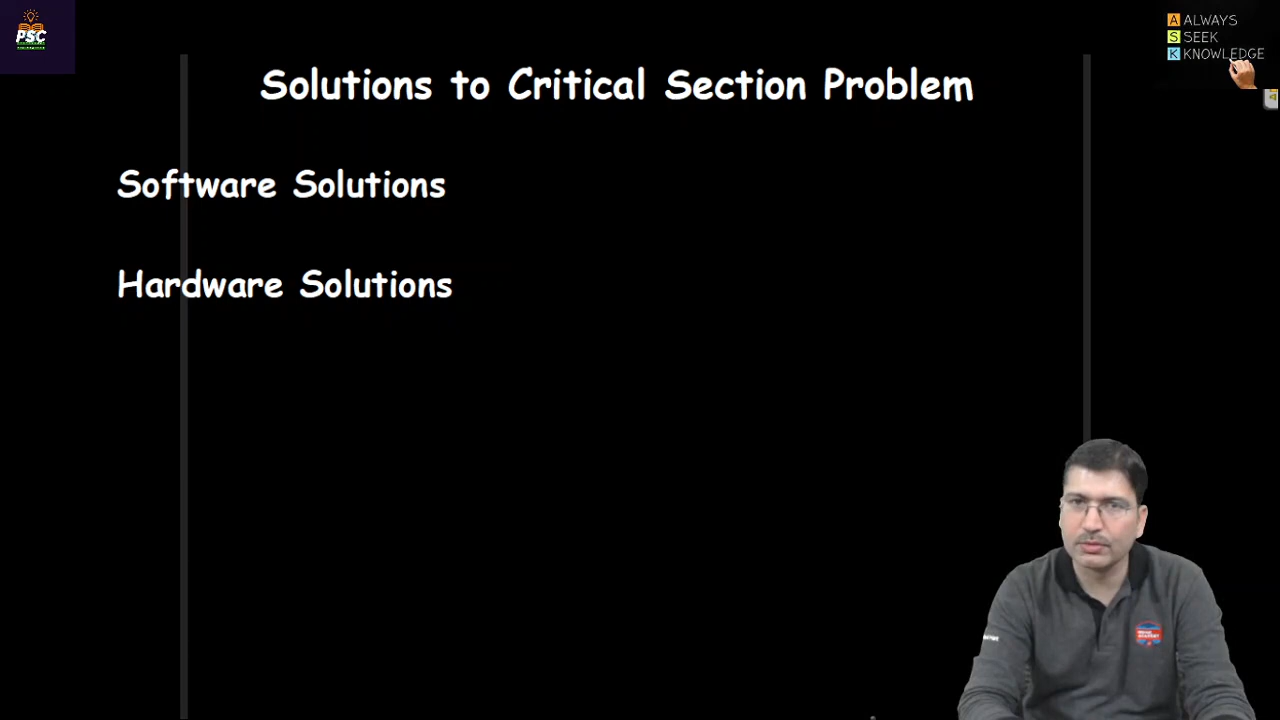 PSC
A ALWAYS
S SEEK
K KNOWLEDGE
Solutions to Critical Section Problem
Software Solutions
Hardware Solutions